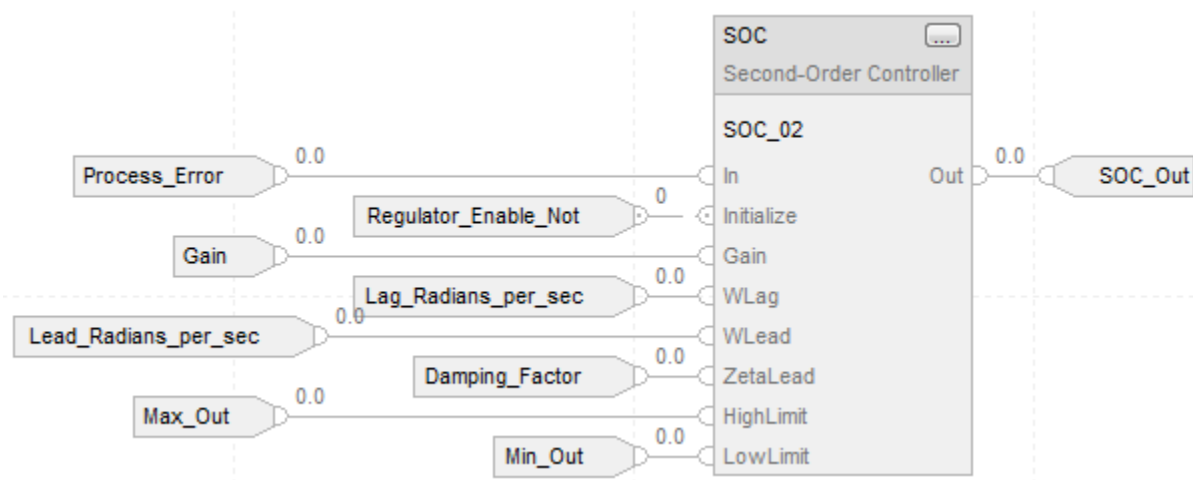 SOC ...
Second-Order Controller
SOC_02
Process_Error 0.0 In Out 0.0 SOC_Out
Regulator_Enable_Not 0 Initialize
Gain 0.0 Gain
Lag_Radians_per_sec 0.0 WLag
Lead_Radians_per_sec 0.0 WLead
Damping_Factor 0.0 ZetaLead
Max_Out 0.0 HighLimit
Min_Out 0.0 LowLimit